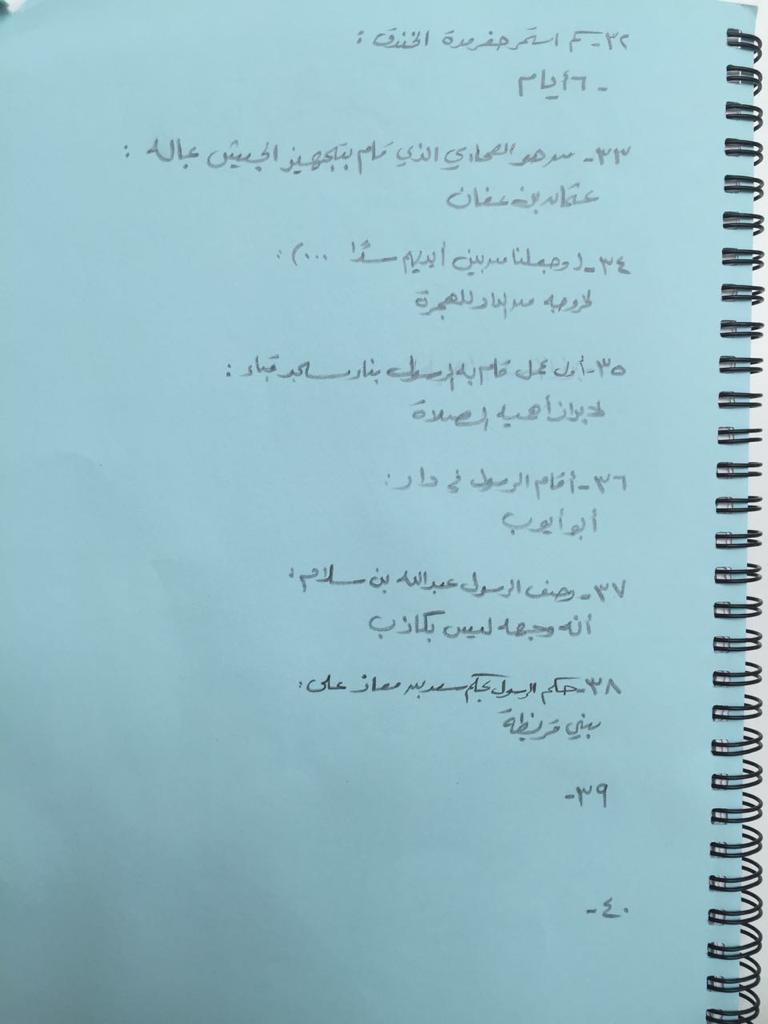 ٣٢- كم استمر حفر مدة الخندق :
- ٦ أيام
٣٣- من هو الصحابي الذي قام بتجهيز الجيش بماله :
عثمان بن عفان
٣٤- ( وجعلنا من بين أيديهم سدًا ... ) :
لخروجه من الدار للهجرة
٣٥- أول عمل قام به الرسول بناء مسجد قباء :
لإبراز أهمية الصلاة
٣٦- أقام الرسول في دار :
أبو أيوب
٣٧- وصف الرسول عبدالله بن سلام :
أنه وجهه ليس بكاذب
٣٨- حكم الرسول بحكم سعد بن معاذ على :
بني قريظة
٣٩-
٤٠-